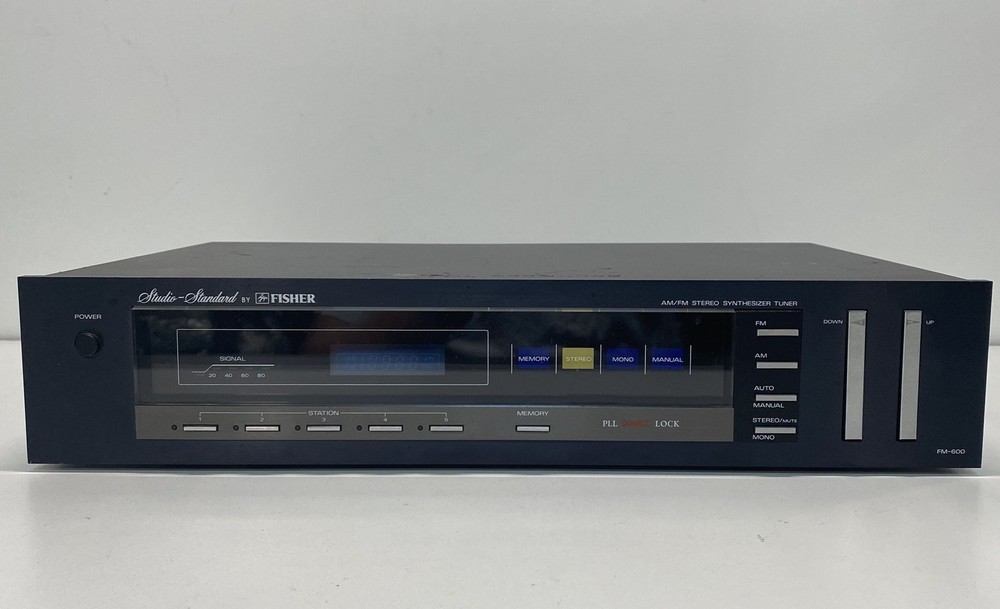 Studio-Standard BY FISHER
AM/FM STEREO SYNTHESIZER TUNER
POWER
SIGNAL
20 40 60 80
MEMORY STEREO MONO MANUAL
FM
AM
AUTO
MANUAL
STEREO/MUTE
MONO
DOWN UP
STATION
1 2 3 4 5
MEMORY
PLL LOCK
FM-600